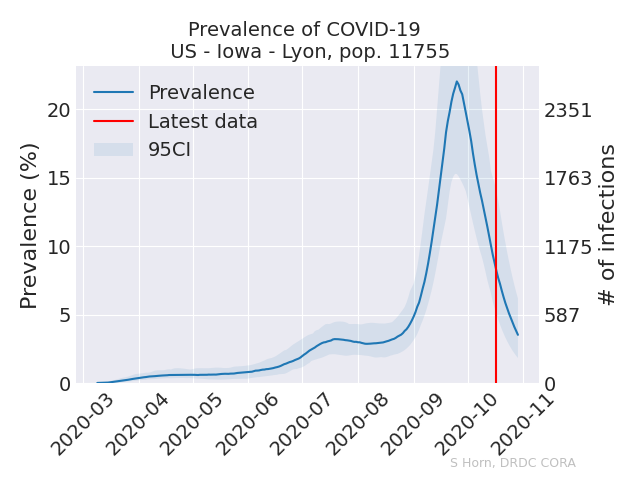 Prevalence of COVID-19
US - Iowa - Lyon, pop. 11755
Prevalence
Latest data
95CI
Prevalence (%)
20
15
10
5
0
2351
1763
1175
587
0
# of infections
2020-03
2020-04
2020-05
2020-06
2020-07
2020-08
2020-09
2020-10
2020-11
S Horn, DRDC CORA